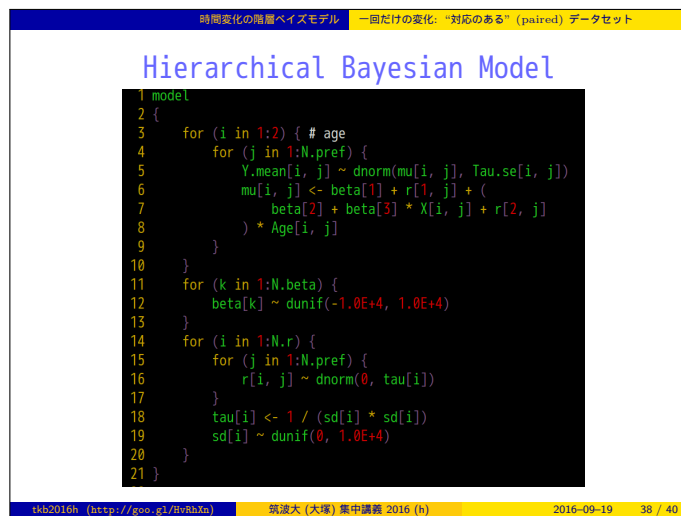 時間変化の階層ベイズモデル 一回だけの変化: “対応のある” (paired) データセット
Hierarchical Bayesian Model
1 model
2 {
3     for (i in 1:2) { # age
4         for (j in 1:N.pref) {
5             Y.mean[i, j] ~ dnorm(mu[i, j], Tau.se[i, j])
6             mu[i, j] <- beta[1] + r[1, j] + (
7                 beta[2] + beta[3] * X[i, j] + r[2, j]
8             ) * Age[i, j]
9         }
10     }
11     for (k in 1:N.beta) {
12         beta[k] ~ dunif(-1.0E+4, 1.0E+4)
13     }
14     for (i in 1:N.r) {
15         for (j in 1:N.pref) {
16             r[i, j] ~ dnorm(0, tau[i])
17         }
18         tau[i] <- 1 / (sd[i] * sd[i])
19         sd[i] ~ dunif(0, 1.0E+4)
20     }
21 }
tkb2016h (http://goo.gl/HvRhXn) 筑波大 (大塚) 集中講義 2016 (h) 2016–09–19 38 / 40